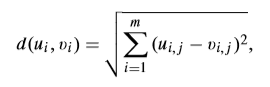 d(u_i, v_i) = \sqrt{\sum_{i=1}^{m} (u_{i,j} - v_{i,j})^2},